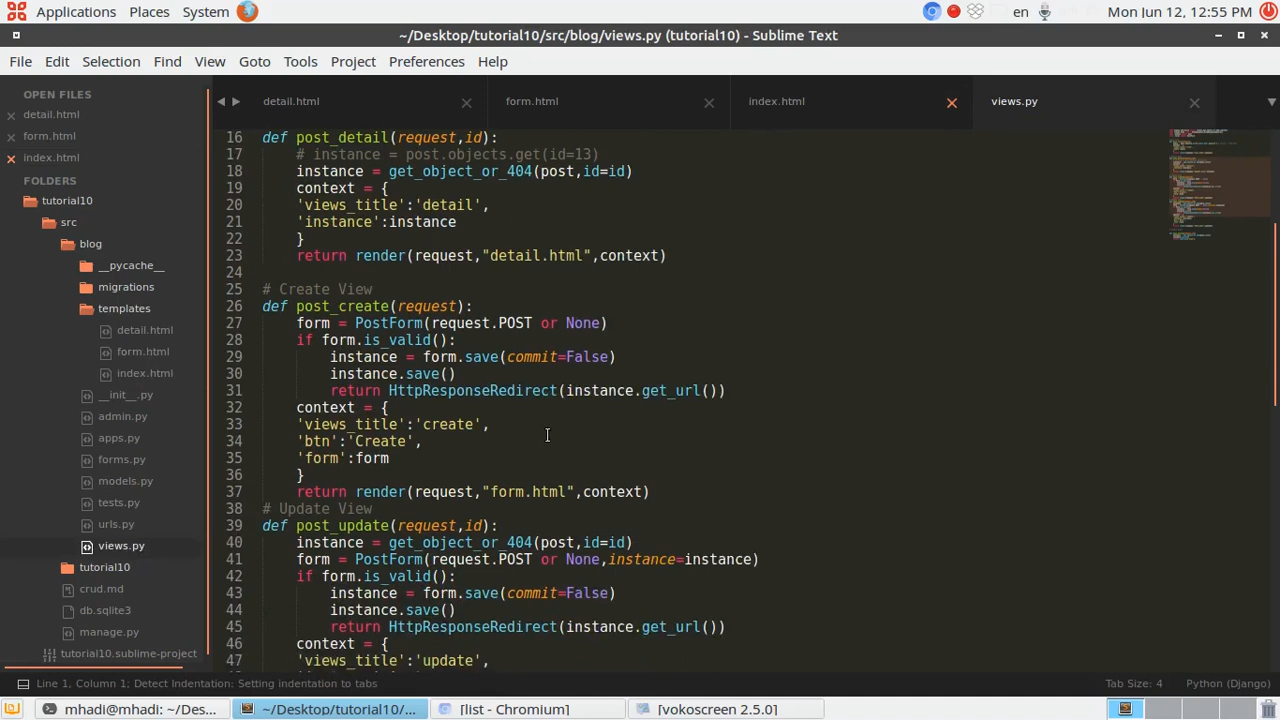 Applications Places System en Mon Jun 12, 12:55 PM
~/Desktop/tutorial10/src/blog/views.py (tutorial10) - Sublime Text
File Edit Selection Find View Goto Tools Project Preferences Help
OPEN FILES
detail.html
form.html
index.html
FOLDERS
tutorial10
src
blog
__pycache__
migrations
templates
detail.html
form.html
index.html
__init__.py
admin.py
apps.py
forms.py
models.py
tests.py
urls.py
views.py
tutorial10
crud.md
db.sqlite3
manage.py
tutorial10.sublime-project
detail.html form.html index.html views.py
16 def post_detail(request,id):
17 # instance = post.objects.get(id=13)
18 instance = get_object_or_404(post,id=id)
19 context = {
20 'views_title':'detail',
21 'instance':instance
22 }
23 return render(request,"detail.html",context)
24
25 # Create View
26 def post_create(request):
27 form = PostForm(request.POST or None)
28 if form.is_valid():
29 instance = form.save(commit=False)
30 instance.save()
31 return HttpResponseRedirect(instance.get_url())
32 context = {
33 'views_title':'create',
34 'btn':'Create',
35 'form':form
36 }
37 return render(request,"form.html",context)
38 # Update View
39 def post_update(request,id):
40 instance = get_object_or_404(post,id=id)
41 form = PostForm(request.POST or None,instance=instance)
42 if form.is_valid():
43 instance = form.save(commit=False)
44 instance.save()
45 return HttpResponseRedirect(instance.get_url())
46 context = {
47 'views_title':'update',
Line 1, Column 1; Detect Indentation: Setting indentation to tabs Tab Size: 4 Python (Django)
mhadi@mhadi: ~/Des... ~/Desktop/tutorial10/... [list - Chromium] [vokoscreen 2.5.0]